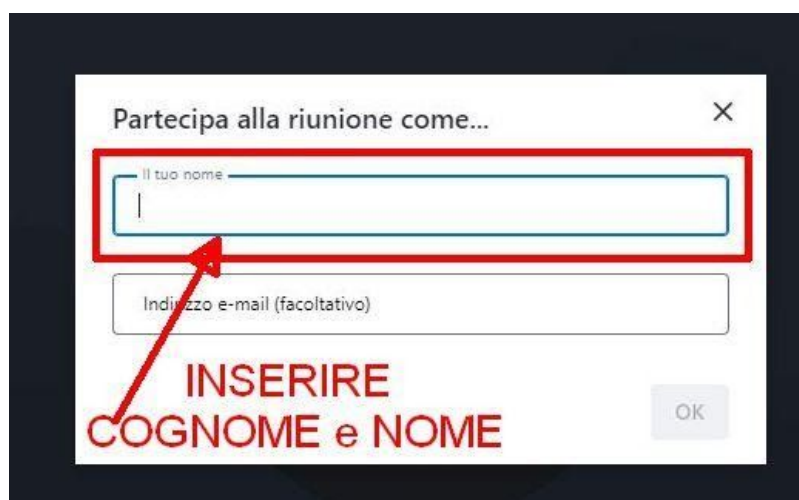 Partecipa alla riunione come...
Il tuo nome
Indirizzo e-mail (facoltativo)
INSERIRE
COGNOME e NOME
OK